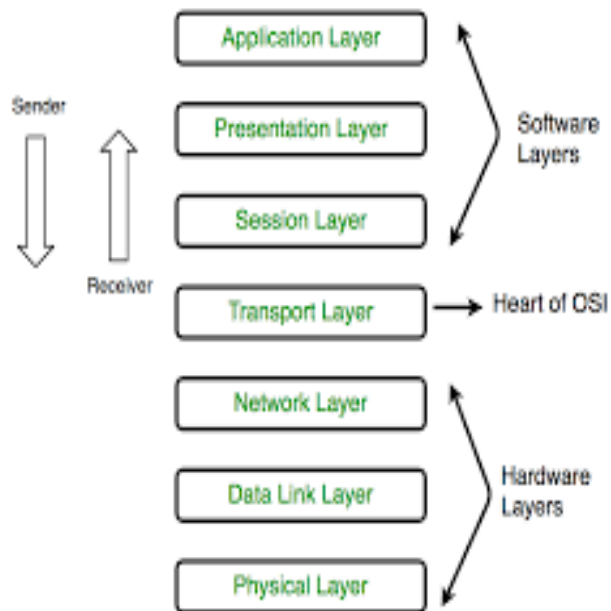 Application Layer
Sender
Presentation Layer
Software
Layers
Session Layer
Receiver
Transport Layer
Heart of OSI
Network Layer
Data Link Layer
Hardware
Layers
Physical Layer